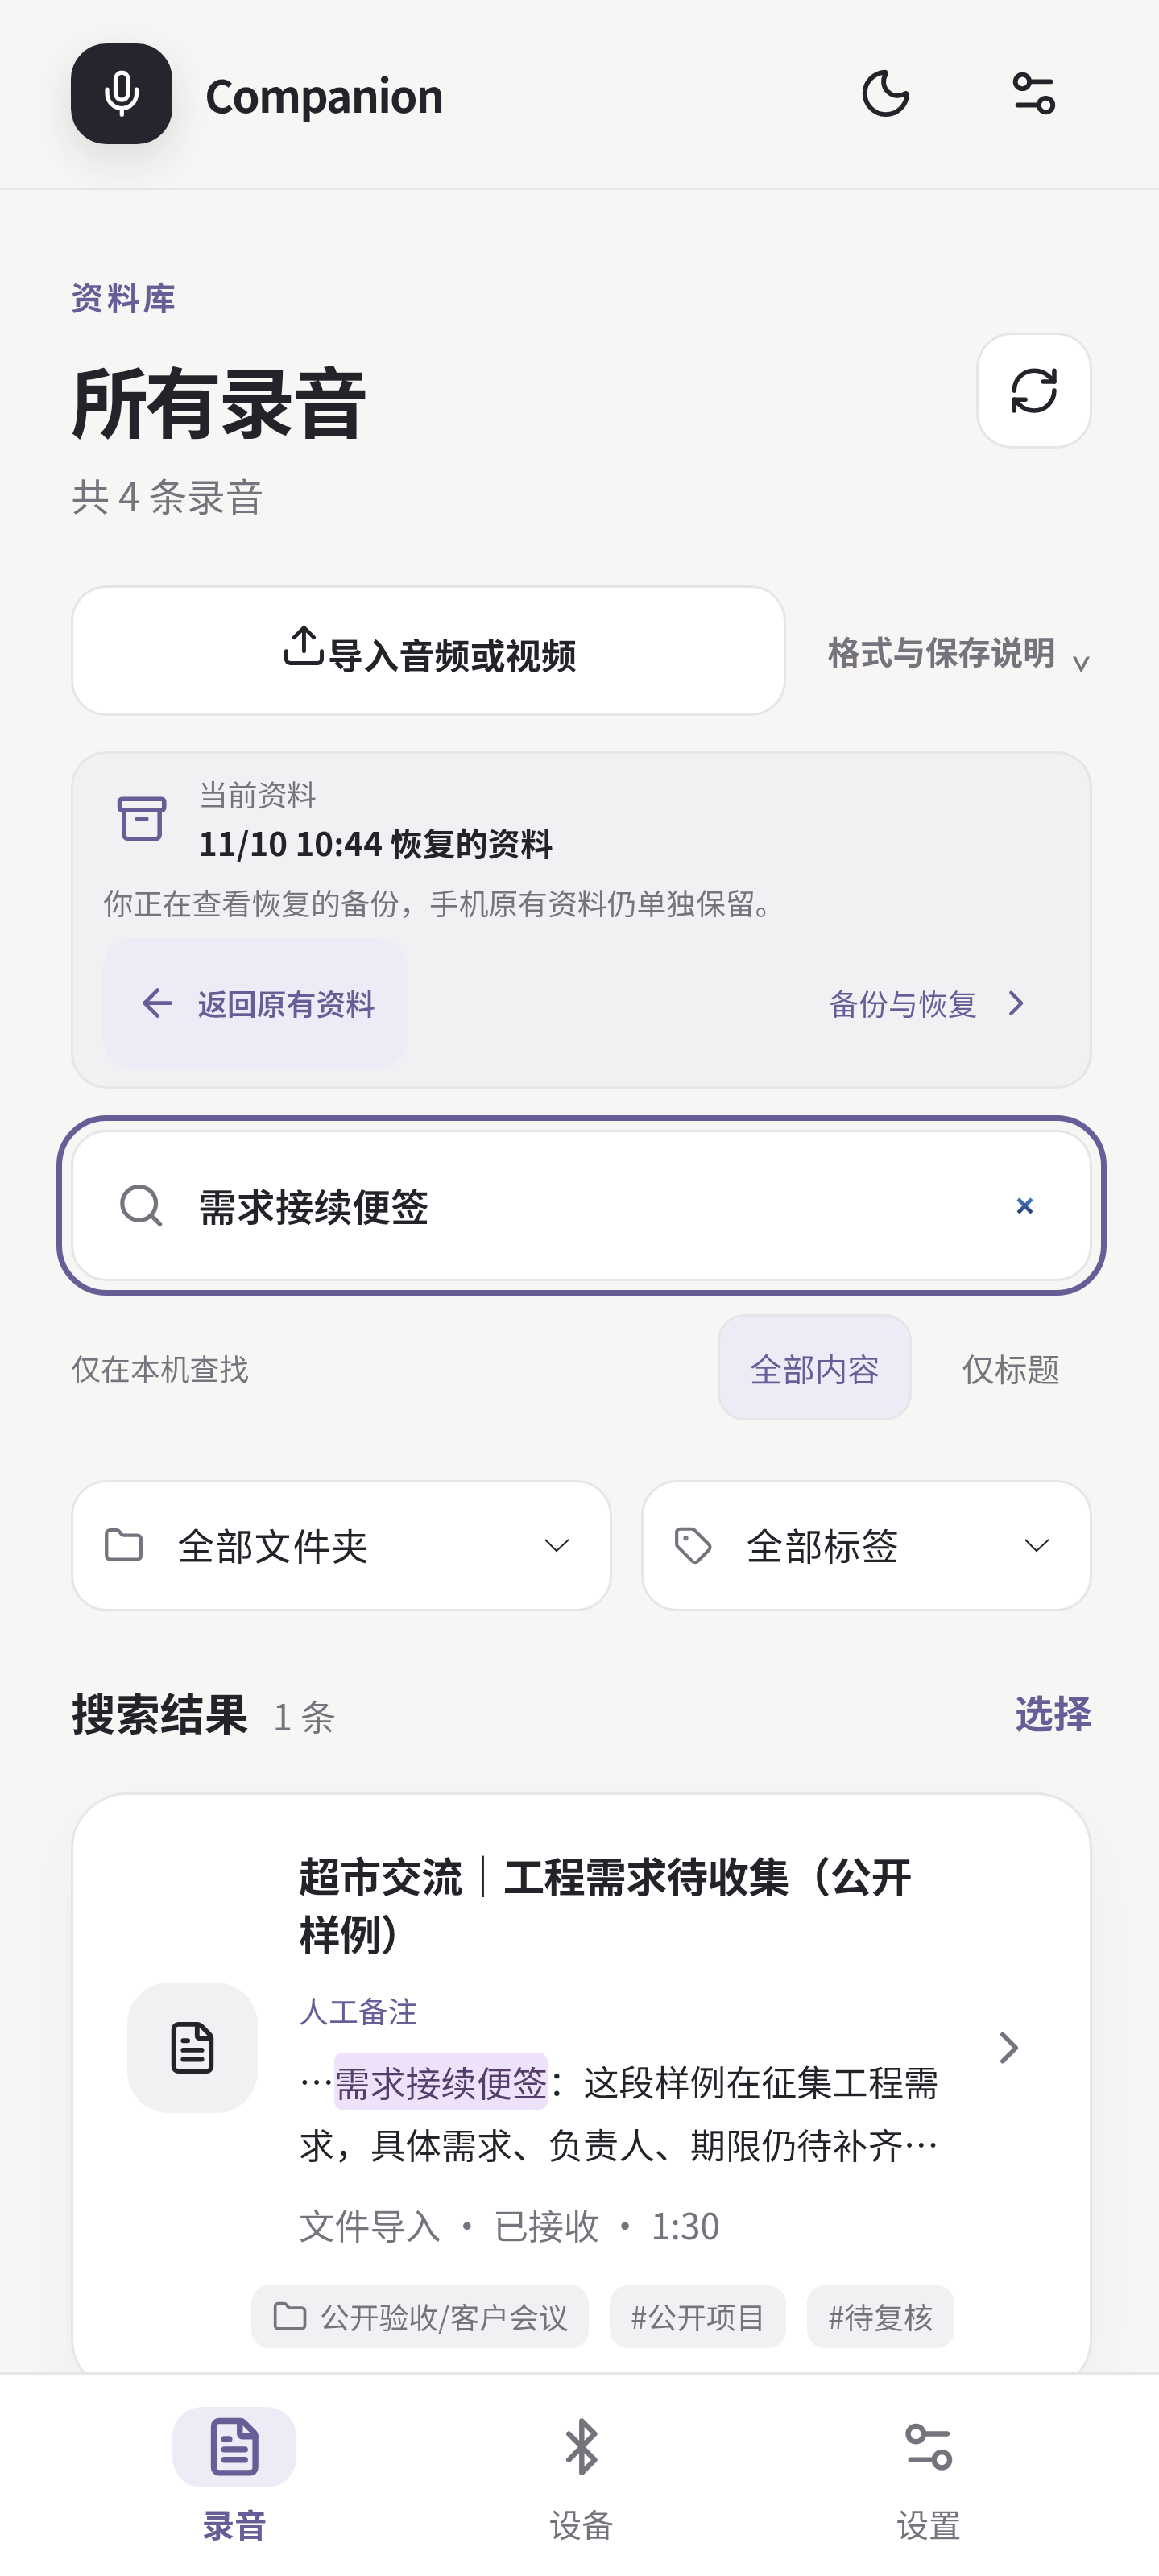 Companion
资料库
所有录音
共 4 条录音
导入音频或视频
格式与保存说明
当前资料
11/10 10:44 恢复的资料
你正在查看恢复的备份，手机原有资料仍单独保留。
返回原有资料
备份与恢复
需求接续便签
仅在本机查找
全部内容
仅标题
全部文件夹
全部标签
搜索结果 1 条
选择
超市交流｜工程需求待收集（公开
样例）
人工备注
…需求接续便签：这段样例在征集工程需
求，具体需求、负责人、期限仍待补齐…
文件导入 · 已接收 · 1:30
公开验收/客户会议 #公开项目 #待复核
录音
设备
设置